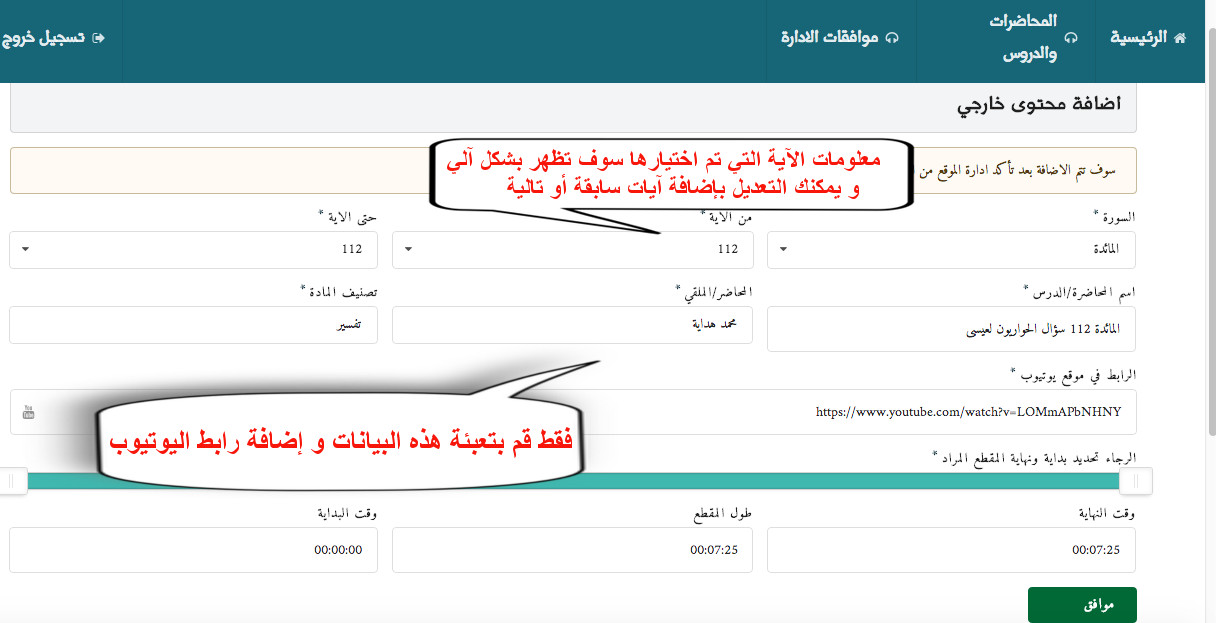 الرئيسية
المحاضرات
والدروس
موافقات الادارة
تسجيل خروج
اضافة محتوى خارجي
معلومات الآية التي تم اختيارها سوف تظهر بشكل آلي
و يمكنك التعديل بإضافة آيات سابقة أو تالية
سوف تتم الاضافة بعد تأكد ادارة الموقع من
السورة *
من الآية *
حتى الاية *
المائدة
112
112
اسم المحاضرة/الدرس *
المحاضر/الملقي *
تصنيف المادة *
المائدة 112 سؤال الحواريون لعيسى
محمد هداية
تفسير
الرابط في موقع يوتيوب *
https://www.youtube.com/watch?v=LOMmAPbNHNY
You Tube
فقط قم بتعبئة هذه البيانات و إضافة رابط اليوتيوب
الرجاء تحديد بداية ونهاية المقطع المراد *
وقت النهاية
طول المقطع
وقت البداية
00:07:25
00:07:25
00:00:00
موافق